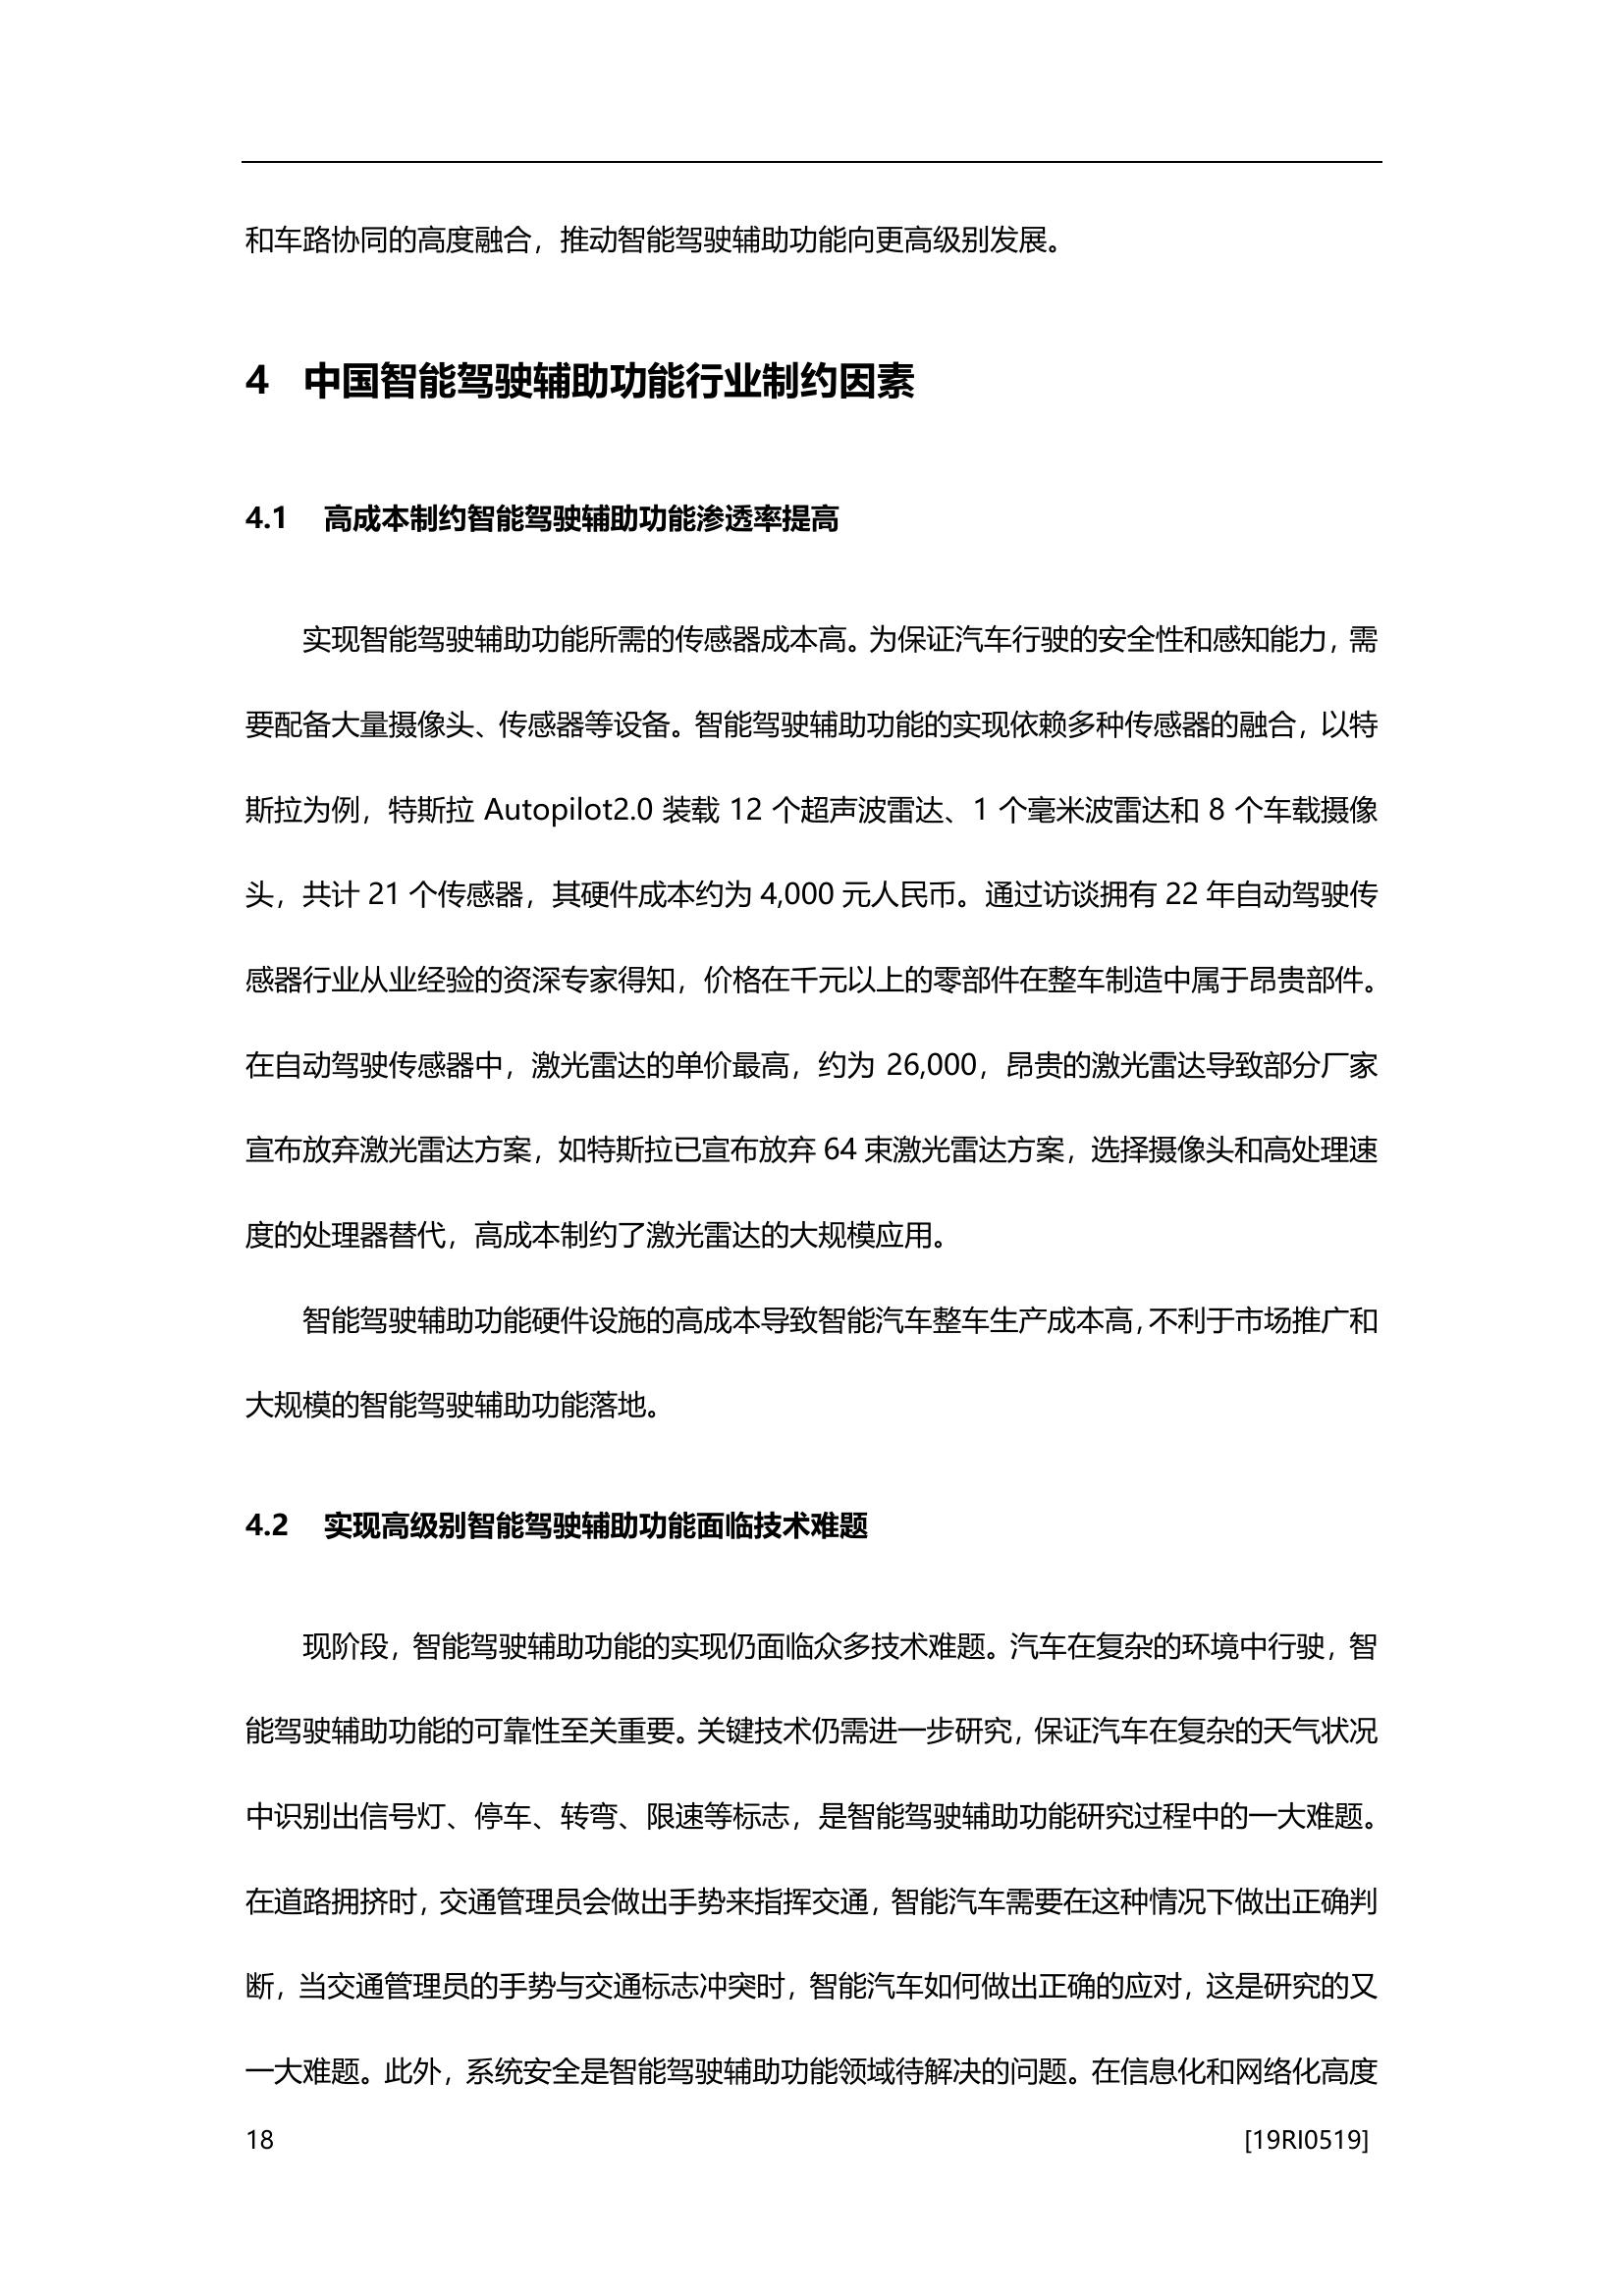 和车路协同的高度融合，推动智能驾驶辅助功能向更高级别发展。
4 中国智能驾驶辅助功能行业制约因素
4.1 高成本制约智能驾驶辅助功能渗透率提高
实现智能驾驶辅助功能所需的传感器成本高。为保证汽车行驶的安全性和感知能力，需
要配备大量摄像头、传感器等设备。智能驾驶辅助功能的实现依赖多种传感器的融合，以特
斯拉为例，特斯拉 Autopilot2.0 装载 12 个超声波雷达、1 个毫米波雷达和 8 个车载摄像
头，共计 21 个传感器，其硬件成本约为 4,000 元人民币。通过访谈拥有 22 年自动驾驶传
感器行业从业经验的资深专家得知，价格在千元以上的零部件在整车制造中属于昂贵部件。
在自动驾驶传感器中，激光雷达的单价最高，约为 26,000，昂贵的激光雷达导致部分厂家
宣布放弃激光雷达方案，如特斯拉已宣布放弃 64 束激光雷达方案，选择摄像头和高处理速
度的处理器替代，高成本制约了激光雷达的大规模应用。
智能驾驶辅助功能硬件设施的高成本导致智能汽车整车生产成本高，不利于市场推广和
大规模的智能驾驶辅助功能落地。
4.2 实现高级别智能驾驶辅助功能面临技术难题
现阶段，智能驾驶辅助功能的实现仍面临众多技术难题。汽车在复杂的环境中行驶，智
能驾驶辅助功能的可靠性至关重要。关键技术仍需进一步研究，保证汽车在复杂的天气状况
中识别出信号灯、停车、转弯、限速等标志，是智能驾驶辅助功能研究过程中的一大难题。
在道路拥挤时，交通管理员会做出手势来指挥交通，智能汽车需要在这种情况下做出正确判
断，当交通管理员的手势与交通标志冲突时，智能汽车如何做出正确的应对，这是研究的又
一大难题。此外，系统安全是智能驾驶辅助功能领域待解决的问题。在信息化和网络化高度
18 [19RI0519]